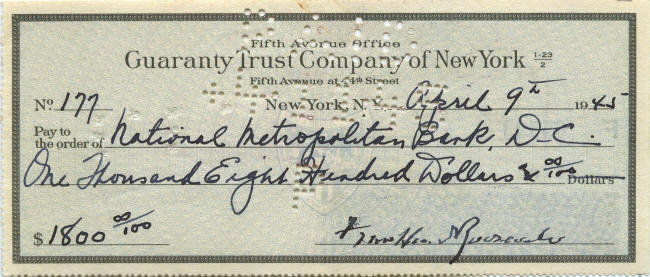 Fifth Avenue Office
Guaranty Trust Company of New York 1-23/2
Fifth Avenue at 44th Street
No. 177 New York, N.Y. April 9th 1945
Pay to the order of National Metropolitan Bank, D.C.
One Thousand Eight Hundred Dollars & 00/100 Dollars
$1800 00/100 Roosevelt